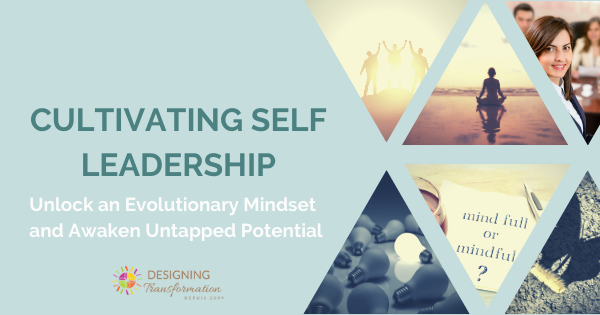 CULTIVATING SELF
LEADERSHIP
Unlock an Evolutionary Mindset
and Awaken Untapped Potential
DESIGNING
Transformation
mind full
or
mindful
?